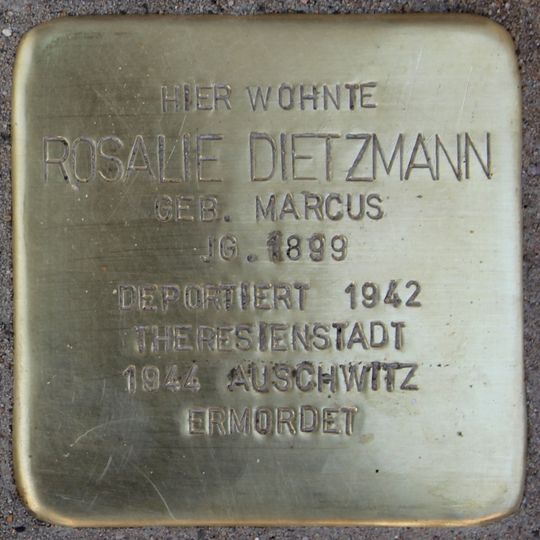 HIER WOHNTE
ROSALIE DIETZMANN
GEB. MARCUS
JG. 1899
DEPORTIERT 1942
THERESIENSTADT
1944 AUSCHWITZ
ERMORDET